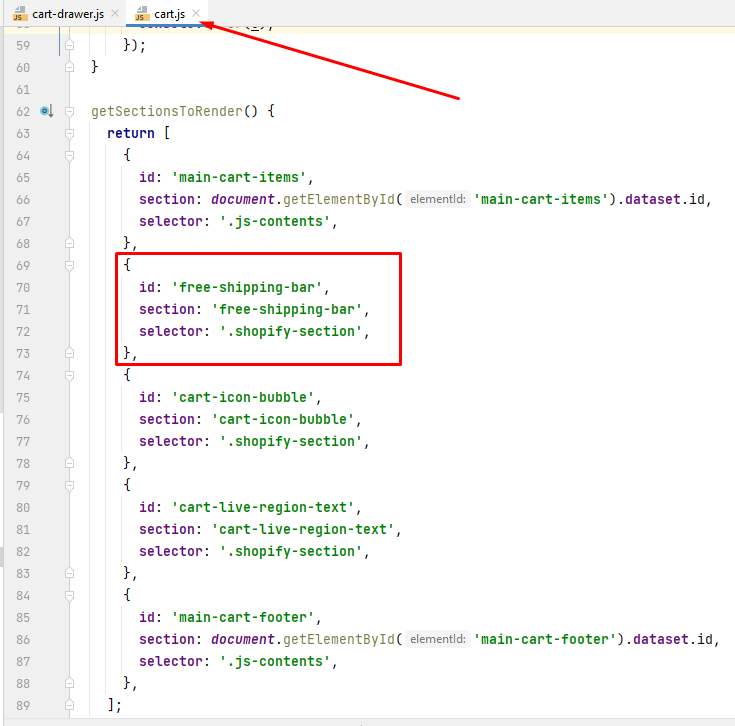 cart-drawer.js cart.js
59 });
60 }
61
62 getSectionsToRender() {
63 return [
64 {
65 id: 'main-cart-items',
66 section: document.getElementById( elementId: 'main-cart-items').dataset.id,
67 selector: '.js-contents',
68 },
69 {
70 id: 'free-shipping-bar',
71 section: 'free-shipping-bar',
72 selector: '.shopify-section',
73 },
74 {
75 id: 'cart-icon-bubble',
76 section: 'cart-icon-bubble',
77 selector: '.shopify-section',
78 },
79 {
80 id: 'cart-live-region-text',
81 section: 'cart-live-region-text',
82 selector: '.shopify-section',
83 },
84 {
85 id: 'main-cart-footer',
86 section: document.getElementById( elementId: 'main-cart-footer').dataset.id,
87 selector: '.js-contents',
88 },
89 ];